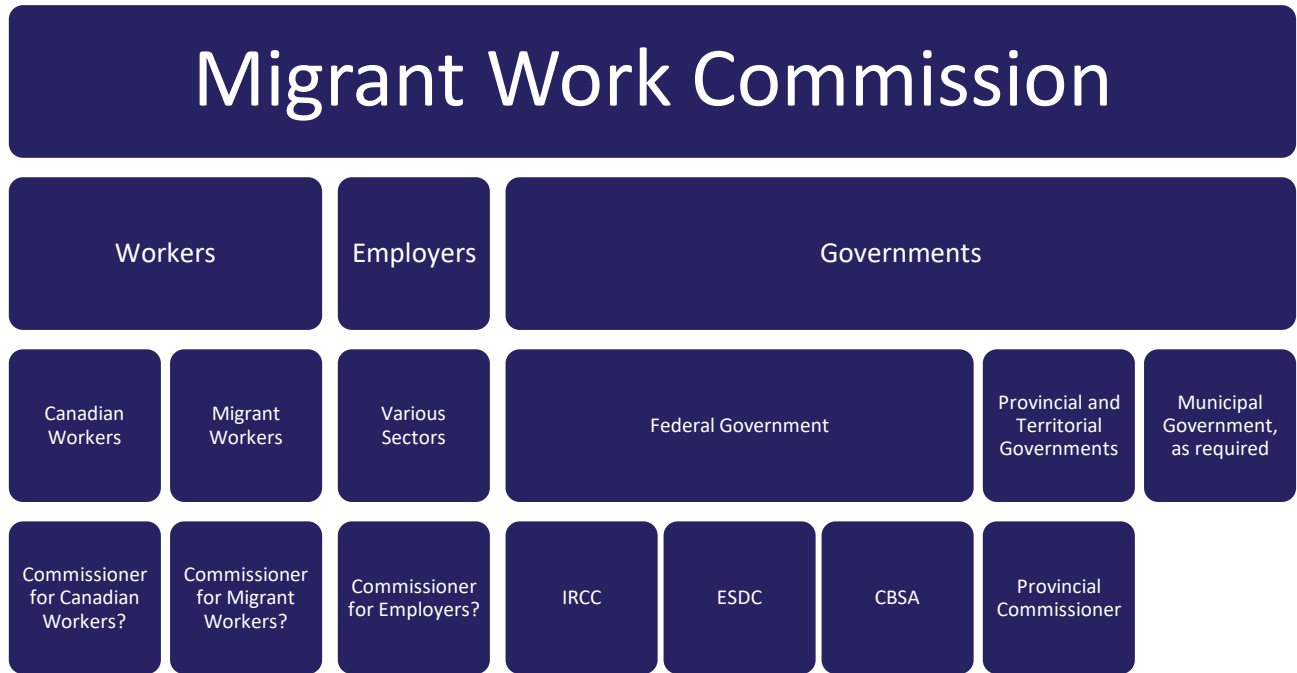 Migrant Work Commission
Workers
Employers
Governments
Canadian
Workers
Migrant
Workers
Various
Sectors
Federal Government
Provincial and
Territorial
Governments
Municipal
Government,
as required
Commissioner
for Canadian
Workers?
Commissioner
for Migrant
Workers?
Commissioner
for Employers?
IRCC
ESDC
CBSA
Provincial
Commissioner